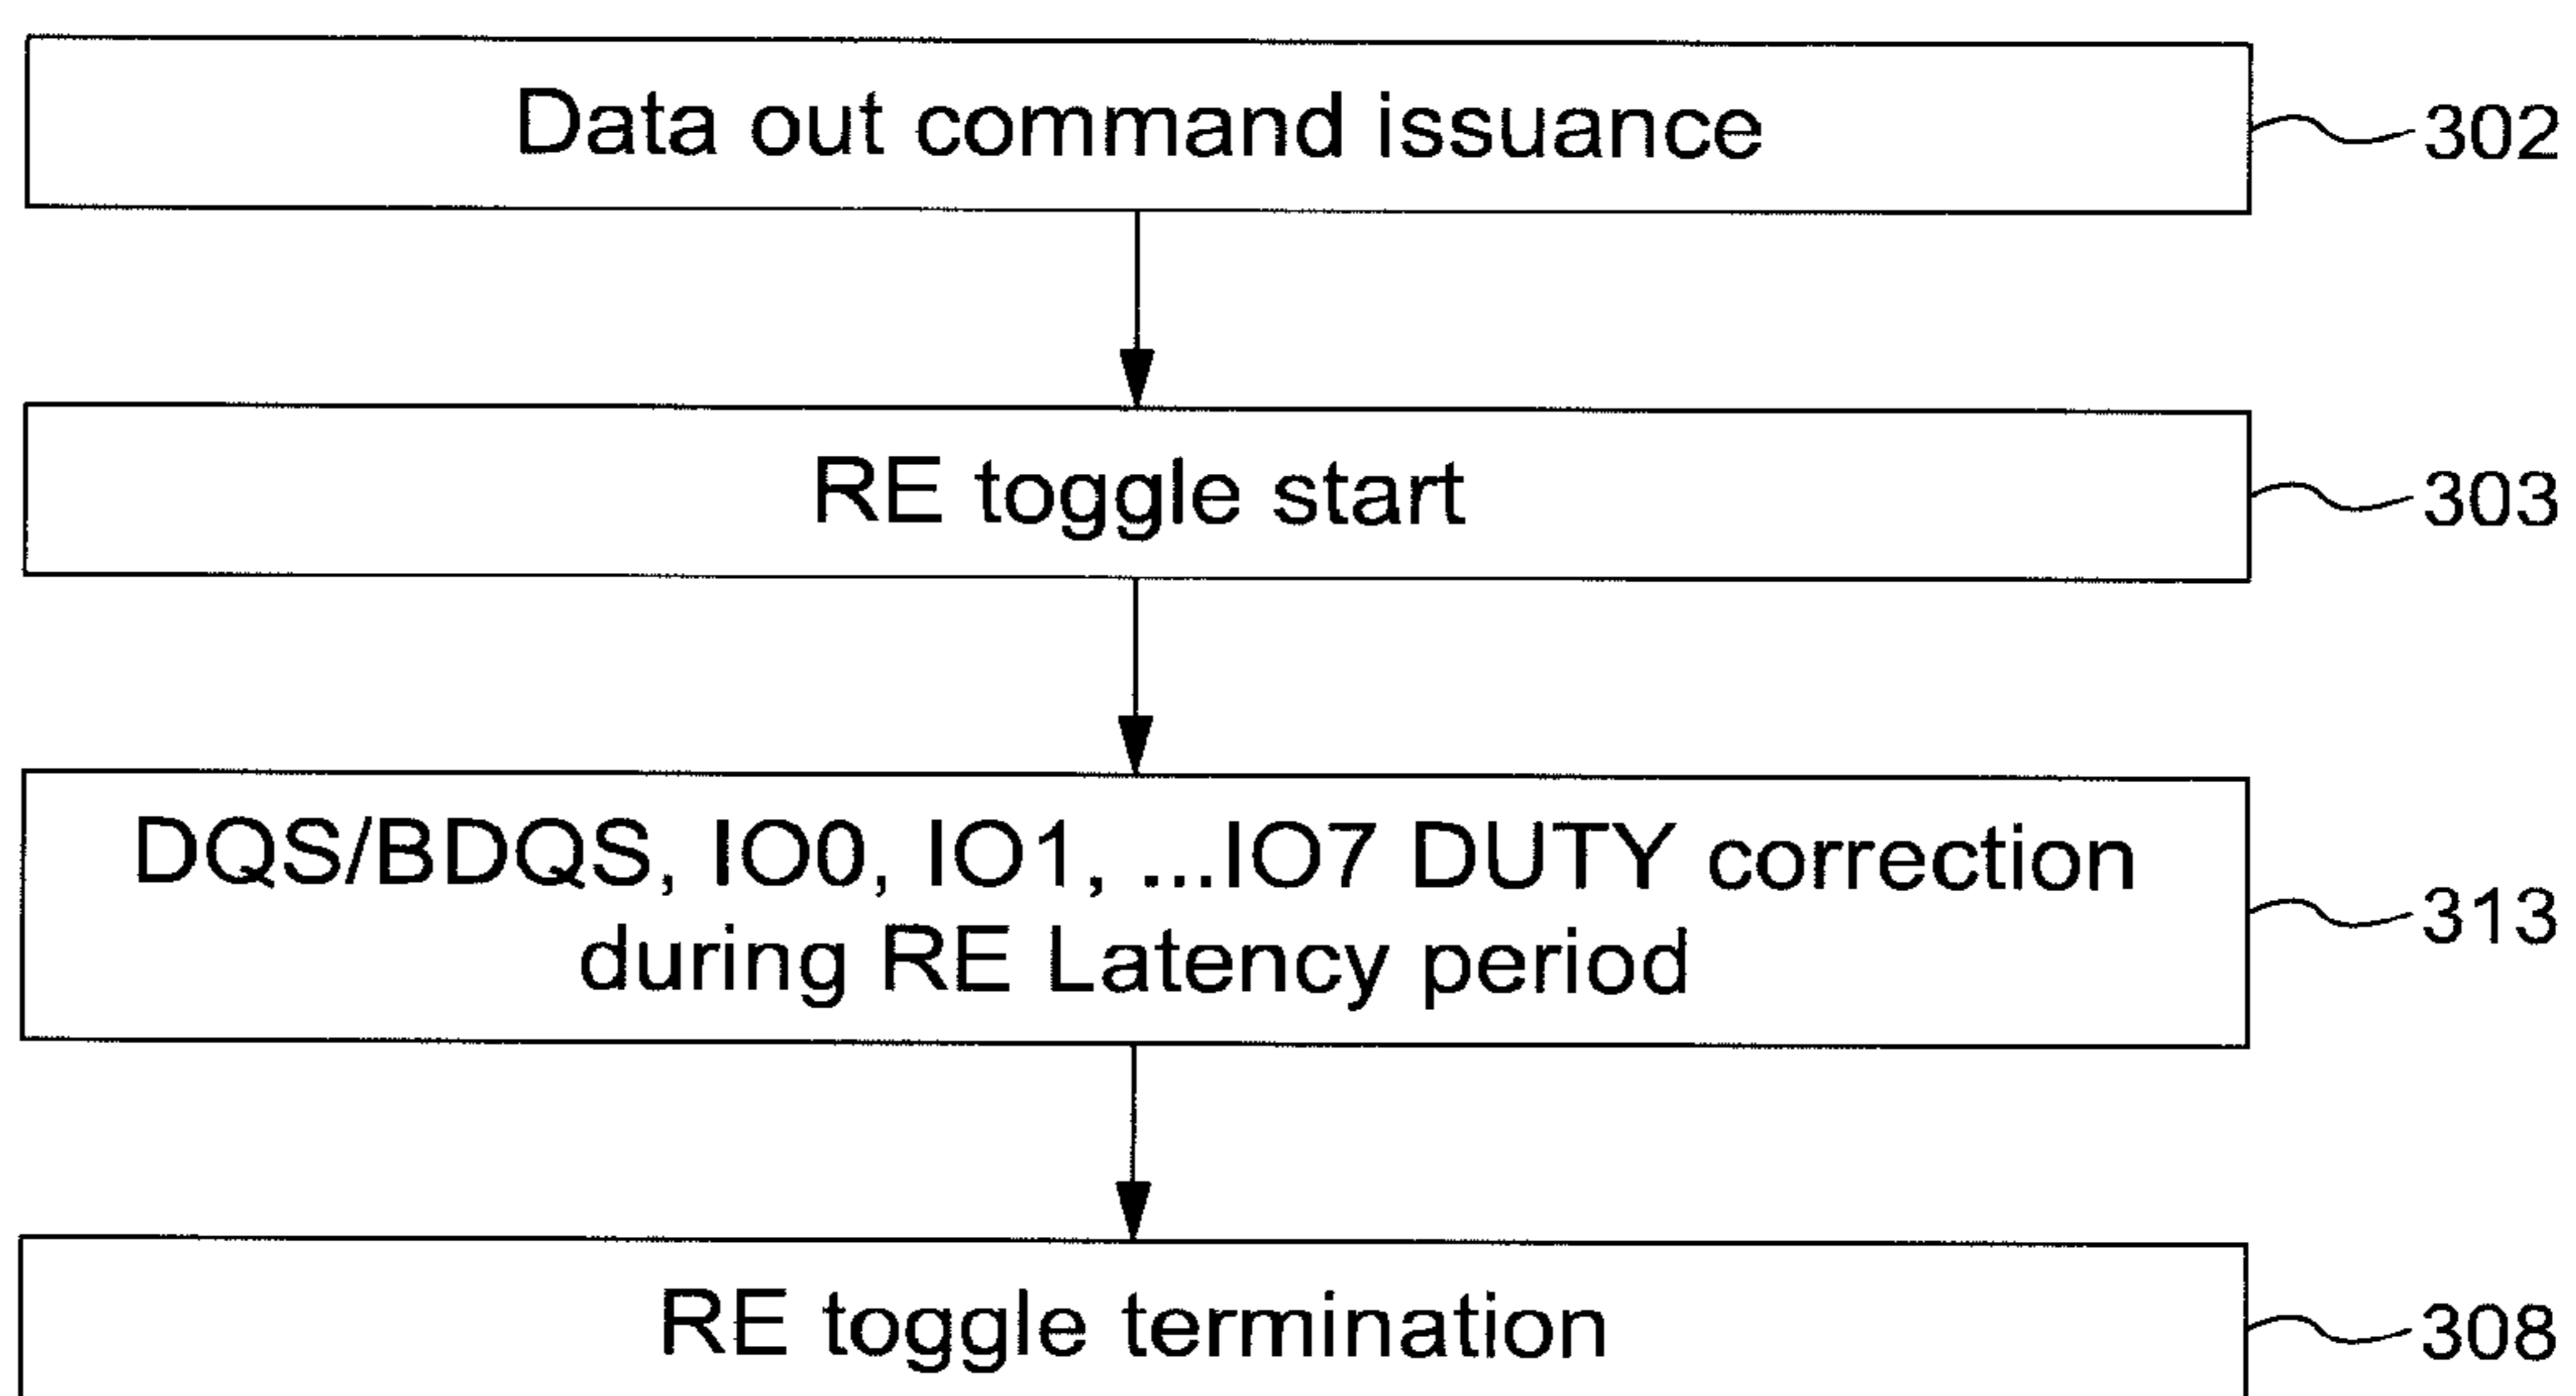 Data out command issuance
302
RE toggle start
303
DQS/BDQS, IO0, IO1, ...IO7 DUTY correction
during RE Latency period
313
RE toggle termination
308